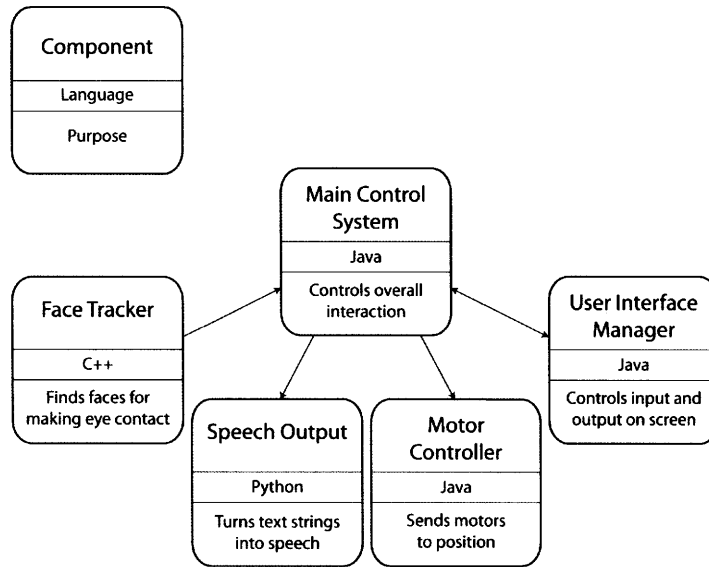 Component
Language
Purpose
Main Control
System
Java
Controls overall
interaction
Face Tracker
C++
Finds faces for
making eye contact
User Interface
Manager
Java
Controls input and
output on screen
Speech Output
Python
Turns text strings
into speech
Motor
Controller
Java
Sends motors
to position